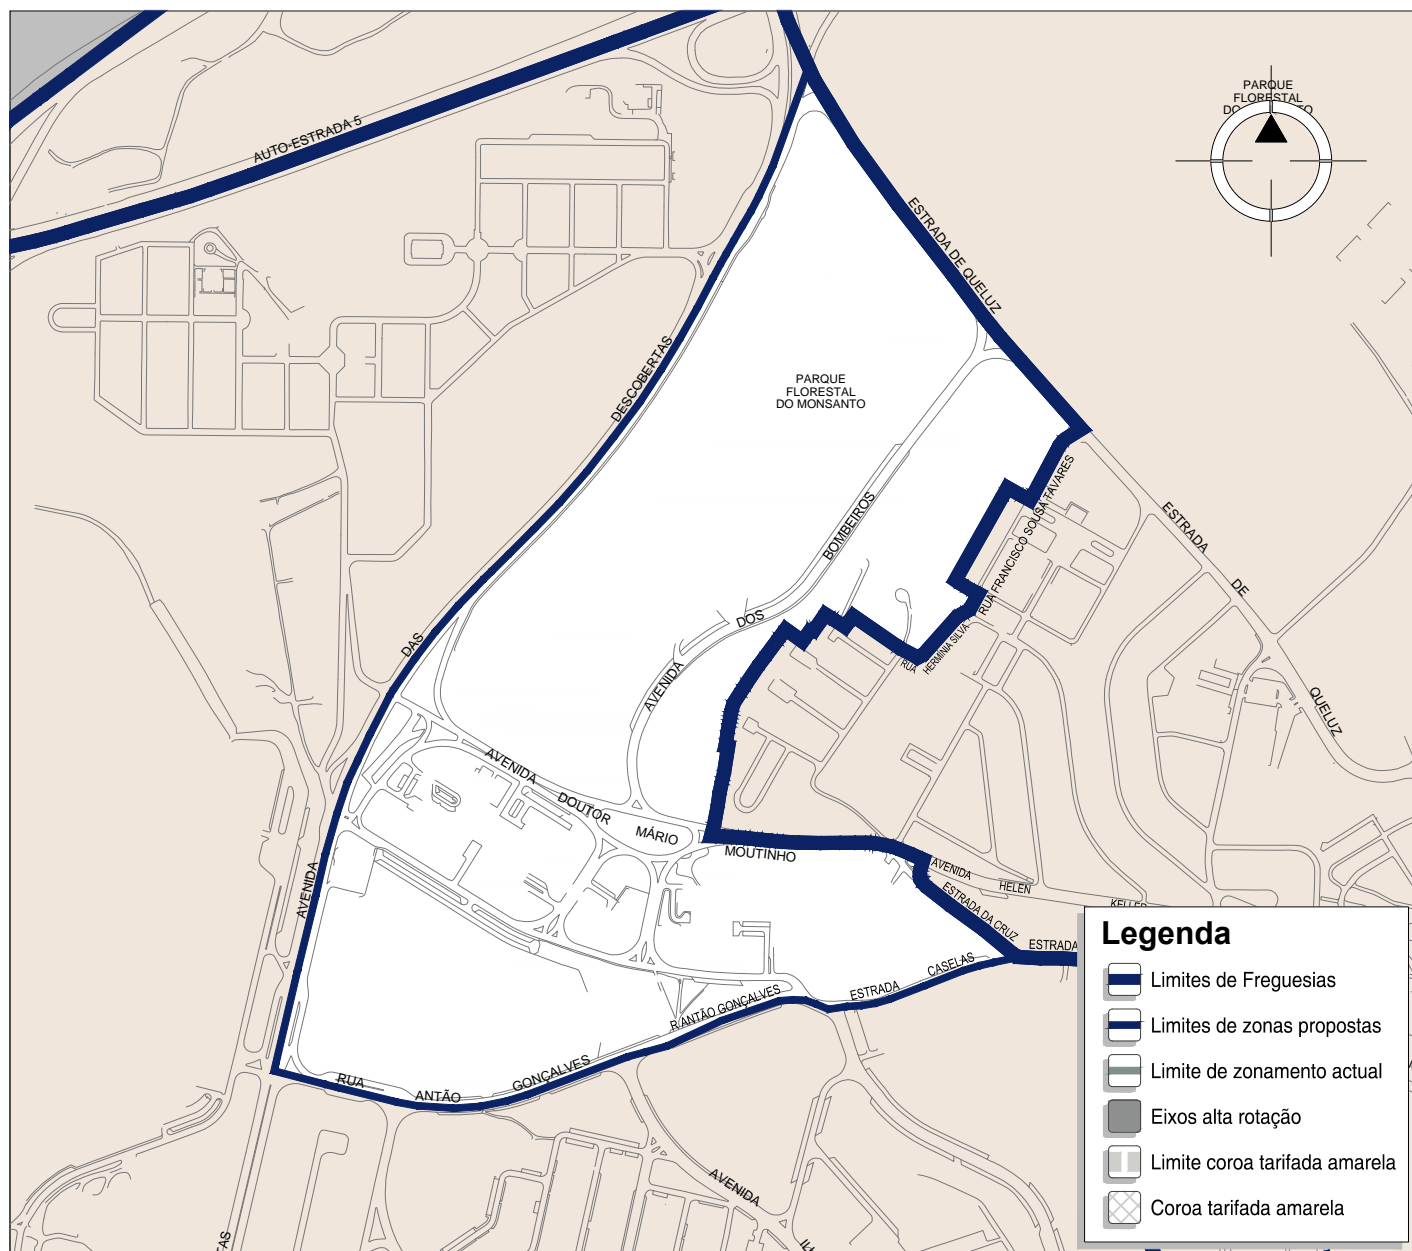 AUTO-ESTRADA 5
PARQUE
FLORESTAL
ESTRADA DE QUELUZ
DESCOBERTAS
PARQUE
FLORESTAL
DO MONSANTO
BOMBEIROS
RUA FRANCISCO SOUSA TAVARES
ESTRADA
DE
QUELUZ
DAS
DOS
AVENIDA
RUA
HERMÍNIA SILVA
AVENIDA
DOUTOR
MÁRIO
MOUTINHO
AVENIDA
AVENIDA
HELEN
ESTRADA DA CRUZ
ESTRADA
CASELAS
ESTRADA
R ANTÃO GONÇALVES
GONÇALVES
RUA
ANTÃO
AVENIDA
Legenda
Limites de Freguesias
Limites de zonas propostas
Limite de zonamento actual
Eixos alta rotação
Limite coroa tarifada amarela
Coroa tarifada amarela